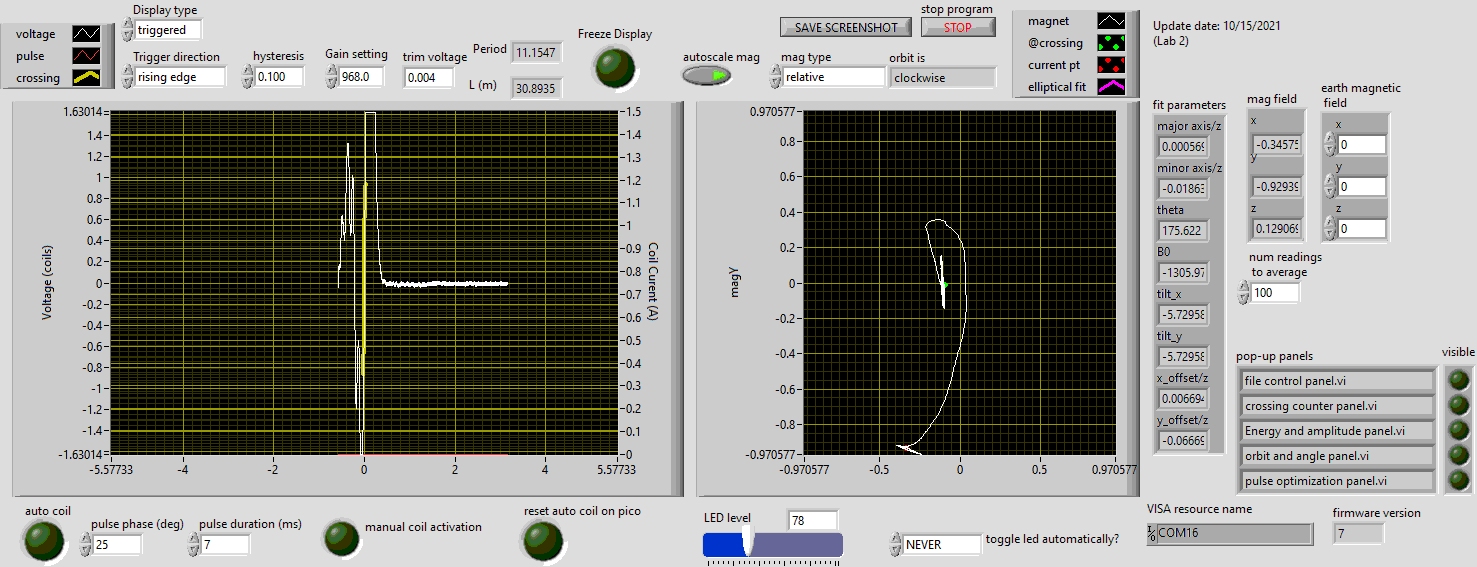 voltage
pulse
crossing
Display type
triggered
Trigger direction
rising edge
hysteresis
0.100
Gain setting
968.0
trim voltage
0.004
Period
11.1547
L (m)
30.8935
Freeze Display
autoscale mag
SAVE SCREENSHOT
stop program
STOP
mag type
relative
orbit is
clockwise
magnet
@crossing
current pt
elliptical fit
Update date: 10/15/2021
(Lab 2)
Voltage (coils)
1.63014
1.4
1.2
1
0.8
0.6
0.4
0.2
0
-0.2
-0.4
-0.6
-0.8
-1
-1.2
-1.4
-1.63014
-5.57733
-4
-2
0
2
4
5.57733
1.5
1.4
1.3
1.2
1.1
1
0.9
0.8
0.7
0.6
0.5
0.4
0.3
0.2
0.1
0
Coil Curent (A)
magY
0.970577
0.8
0.6
0.4
0.2
0
-0.2
-0.4
-0.6
-0.8
-0.970577
-0.970577
-0.5
0
0.5
0.970577
fit parameters
major axis/z
0.000569
minor axis/z
-0.01863
theta
175.622
B0
-1305.97
tilt_x
-5.72958
tilt_y
-5.72958
x_offset/z
0.006694
y_offset/z
-0.06669
mag field
x
-0.34575
y
-0.92939
z
0.129069
earth magnetic
field
x
0
y
0
z
0
num readings
to average
100
pop-up panels
visible
file control panel.vi
crossing counter panel.vi
Energy and amplitude panel.vi
orbit and angle panel.vi
pulse optimization panel.vi
auto coil
pulse phase (deg)
25
pulse duration (ms)
7
manual coil activation
reset auto coil on pico
LED level
78
NEVER
toggle led automatically?
VISA resource name
I/O COM16
firmware version
7